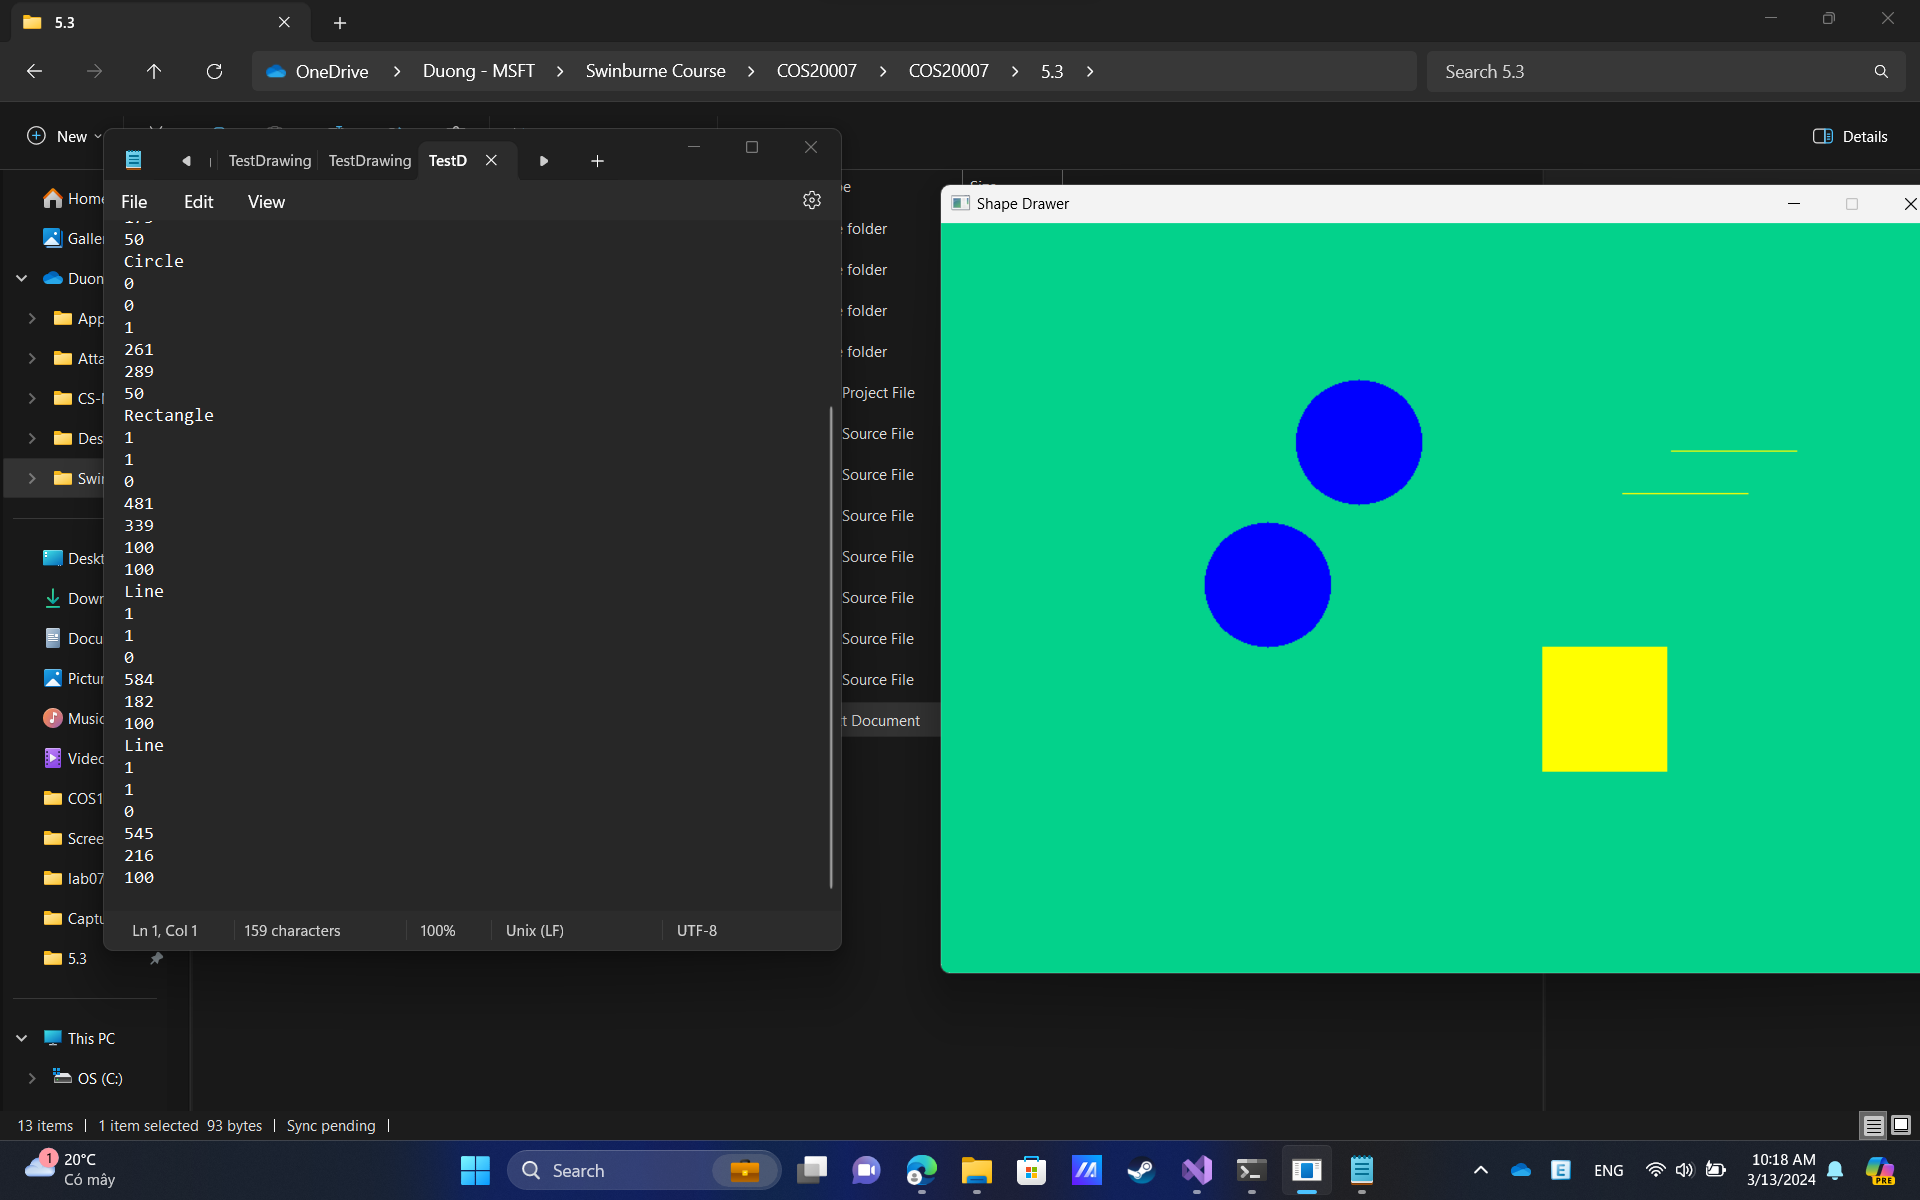 5.3
OneDrive > Duong - MSFT > Swinburne Course > COS20007 > COS20007 > 5.3 >
Search 5.3
New
Details
TestDrawing TestDrawing TestD
File Edit View
50
Circle
0
0
1
261
289
50
Rectangle
1
1
0
481
339
100
100
Line
1
1
0
584
182
100
Line
1
1
0
545
216
100
Ln 1, Col 1 159 characters 100% Unix (LF) UTF-8
Home
Galle
Duon
App
Atta
CS-
Des
Swi
Deskt
Down
Docu
Pictur
Music
Video
COS1
Scree
lab07
Captu
5.3
This PC
OS (C:)
folder
folder
folder
folder
Project File
Source File
Source File
Source File
Source File
Source File
Source File
Source File
t Document
Shape Drawer
13 items 1 item selected 93 bytes Sync pending
1
20°C
Có mây
Search
PRE
ENG
10:18 AM
3/13/2024